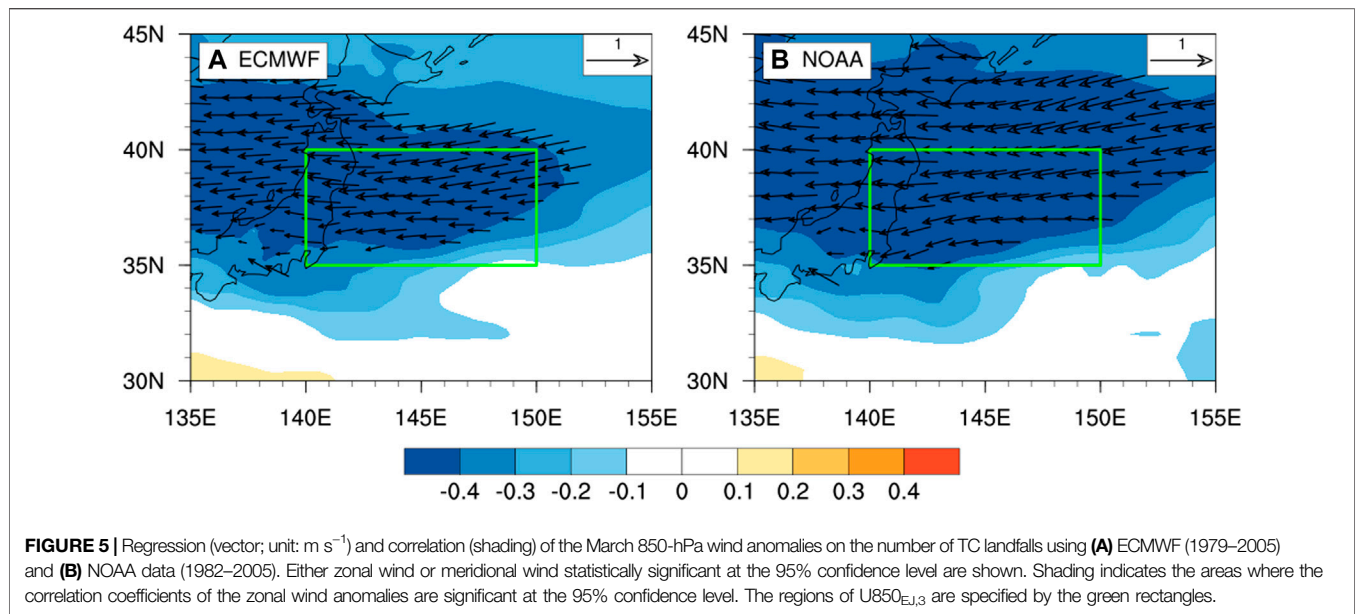 45N
A ECMWF
1
40N
35N
30N
135E 140E 145E 150E 155E
45N
B NOAA
1
40N
35N
30N
135E 140E 145E 150E 155E
-0.4 -0.3 -0.2 -0.1 0 0.1 0.2 0.3 0.4
FIGURE 5 | Regression (vector; unit: m s⁻¹) and correlation (shading) of the March 850-hPa wind anomalies on the number of TC landfalls using (A) ECMWF (1979–2005)
and (B) NOAA data (1982–2005). Either zonal wind or meridional wind statistically significant at the 95% confidence level are shown. Shading indicates the areas where the
correlation coefficients of the zonal wind anomalies are significant at the 95% confidence level. The regions of U850EJ,3 are specified by the green rectangles.